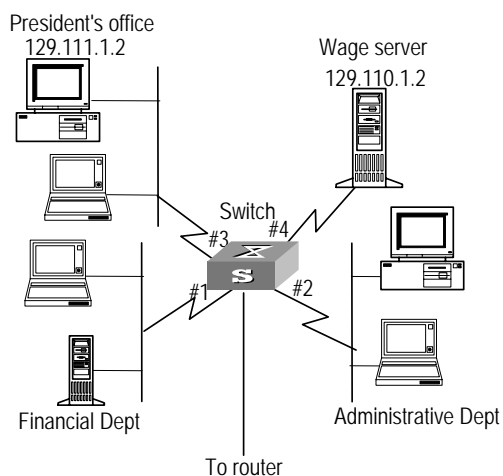 President's office
129.111.1.2
Wage server
129.110.1.2
Switch
#3
#4
#1
#2
S
Financial Dept
Administrative Dept
To router